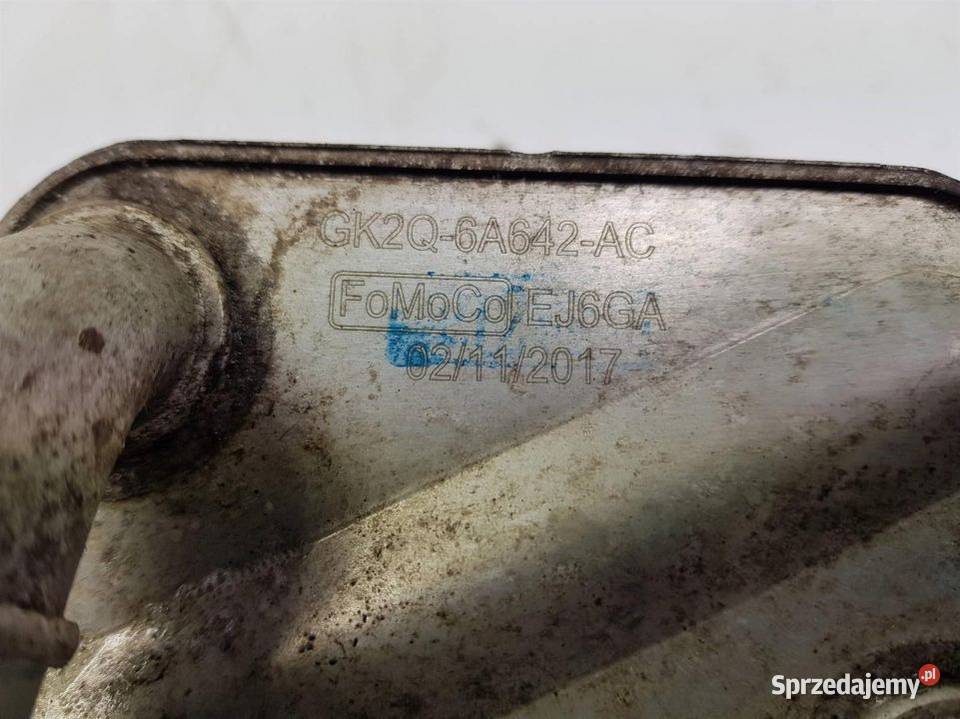 GK2Q-6A642-AC
FoMoCo EJ6GA
02/11/2017
Sprzedajemy.pl